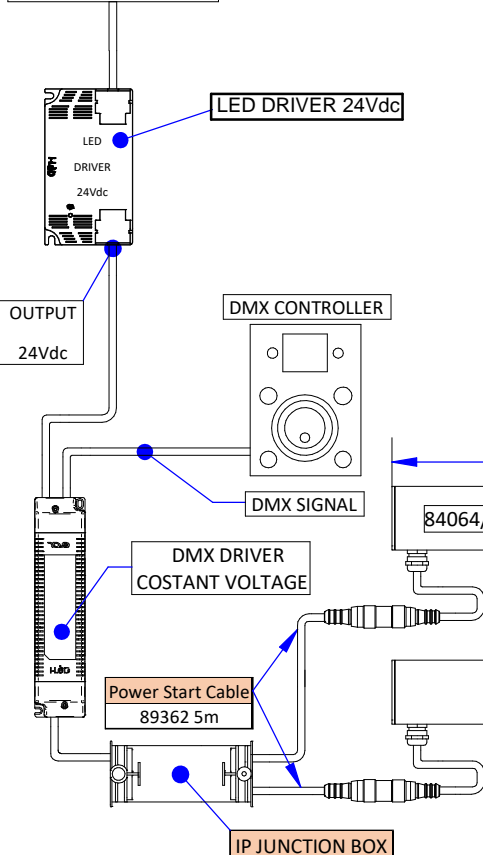 LED DRIVER 24Vdc
LED
DRIVER
24Vdc
OUTPUT
24Vdc
DMX CONTROLLER
DMX SIGNAL
84064/
DMX DRIVER
COSTANT VOLTAGE
Power Start Cable
89362 5m
IP JUNCTION BOX